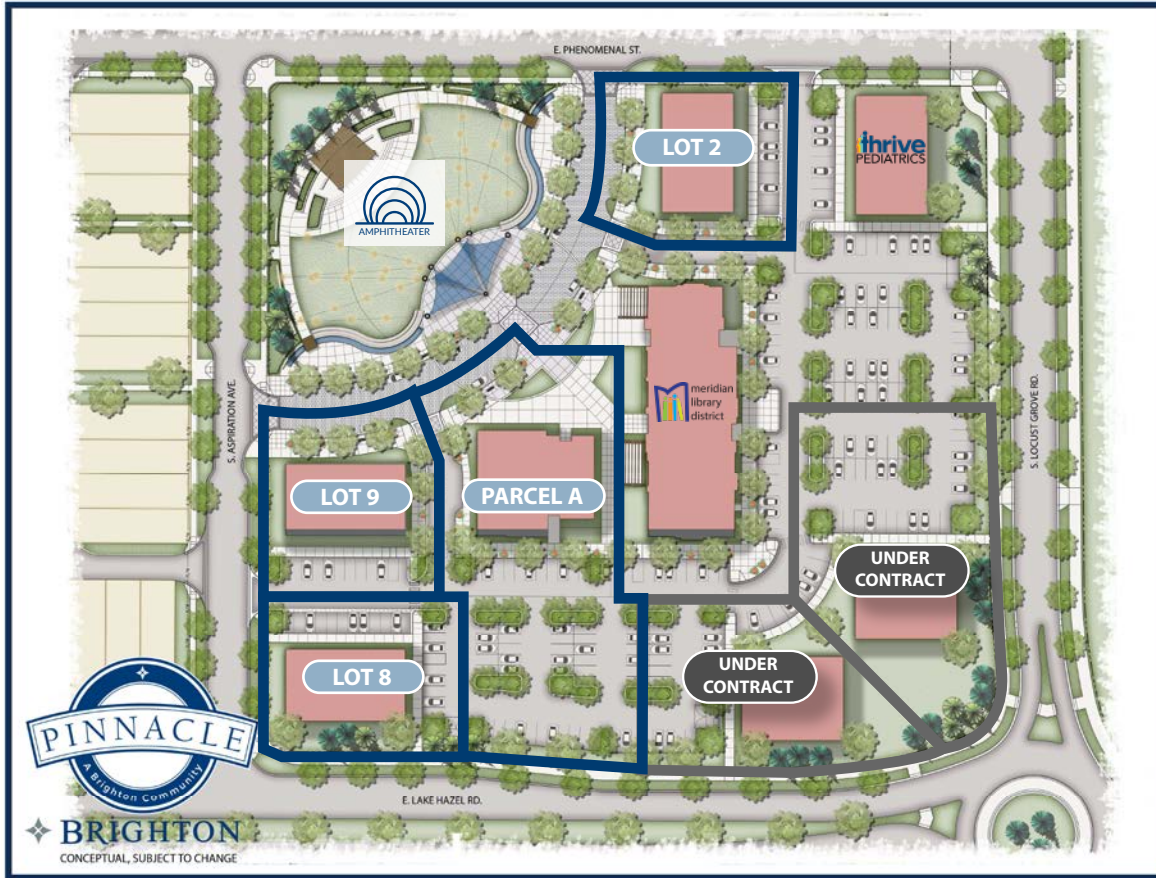 E. PHENOMENAL ST.
LOT 2
thrive
PEDIATRICS
AMPHITHEATER
S. ASPIRATION AVE.
meridian
library
district
S. LOCUST GROVE RD.
LOT 9
PARCEL A
UNDER
CONTRACT
LOT 8
UNDER
CONTRACT
PINNACLE
A Brighton Community
E. LAKE HAZEL RD.
BRIGHTON
CONCEPTUAL, SUBJECT TO CHANGE